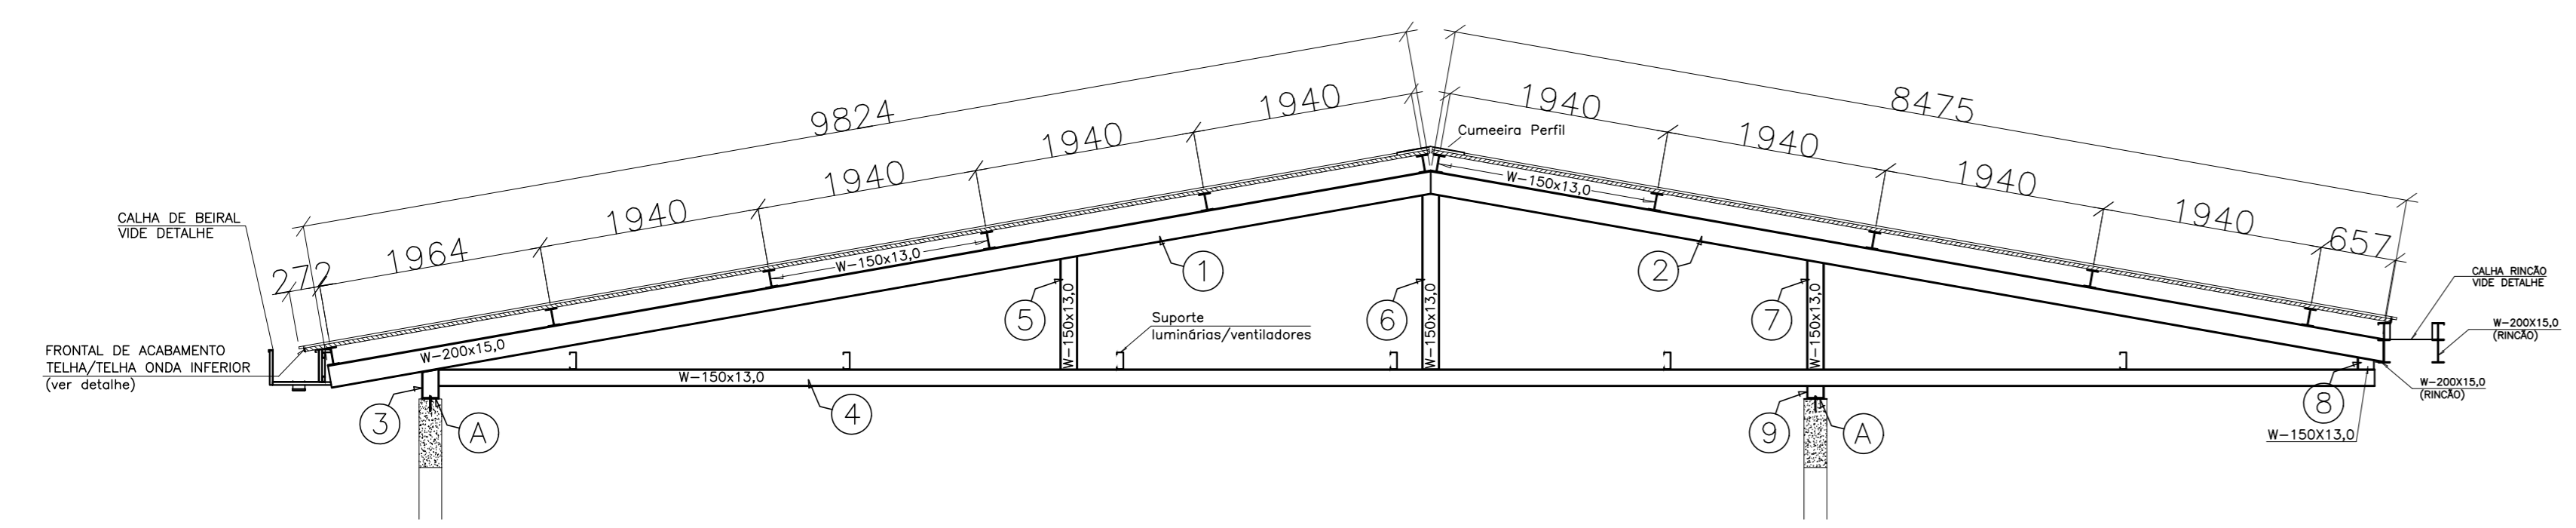 9824
8475
1940
1940
1940
1940
1964
272
1940
1940
1940
1940
657
Cumeeira Perfil
W-150x13,0
W-150x13,0
CALHA DE BEIRAL
VIDE DETALHE
CALHA RINCÃO
VIDE DETALHE
1
2
5
W-150x13,0
6
W-150x13,0
7
W-150x13,0
Suporte
luminárias/ventiladores
W-200X15,0
(RINCÃO)
FRONTAL DE ACABAMENTO
TELHA/TELHA ONDA INFERIOR
(ver detalhe)
W-200x15,0
W-150x13,0
W-200X15,0
(RINCÃO)
3
A
4
9
A
8
W-150X13,0